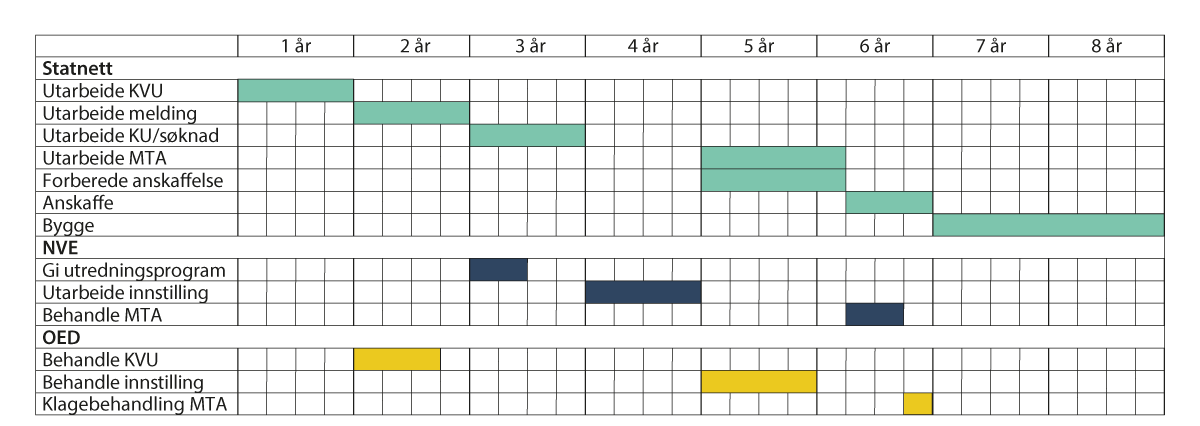 1 år 2 år 3 år 4 år 5 år 6 år 7 år 8 år
Statnett
Utarbeide KVU
Utarbeide melding
Utarbeide KU/søknad
Utarbeide MTA
Forberede anskaffelse
Anskaffe
Bygge
NVE
Gi utredningsprogram
Utarbeide innstilling
Behandle MTA
OED
Behandle KVU
Behandle innstilling
Klagebehandling MTA